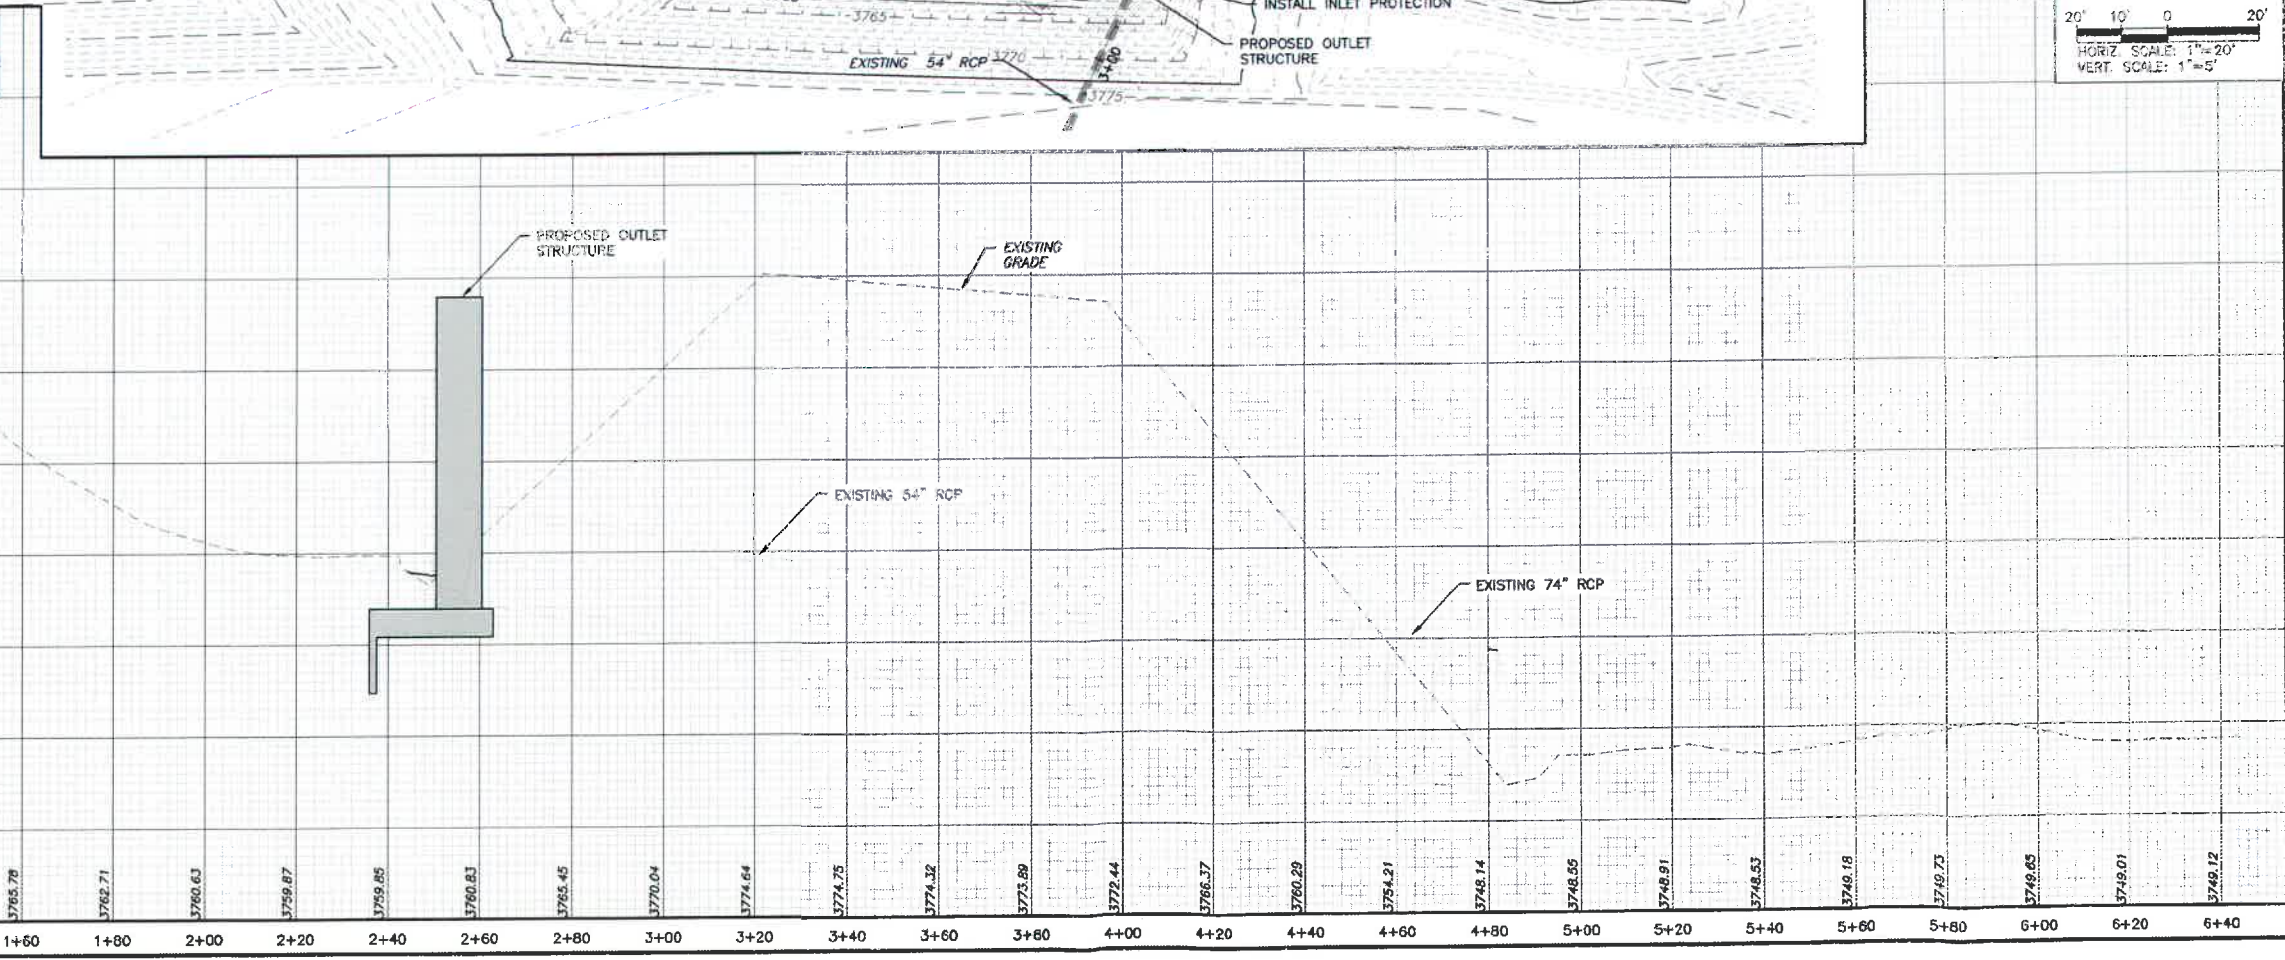 3765
INSTALL INLET PROTECTION
PROPOSED OUTLET
STRUCTURE
EXISTING 54" RCP
3770
3+00
3775
20' 10' 0 20'
HORIZ. SCALE: 1"=20'
VERT. SCALE: 1"=5'
PROPOSED OUTLET
STRUCTURE
EXISTING
GRADE
EXISTING 54" RCP
EXISTING 74" RCP
3765.78 3762.71 3760.63 3759.87 3759.85 3760.83 3765.45 3770.04 3774.64 3774.75 3774.32 3773.89 3772.44 3766.37 3760.29 3754.21 3748.14 3748.55 3748.91 3748.53 3749.18 3749.73 3749.65 3749.01 3749.12
1+60 1+80 2+00 2+20 2+40 2+60 2+80 3+00 3+20 3+40 3+60 3+80 4+00 4+20 4+40 4+60 4+80 5+00 5+20 5+40 5+60 5+80 6+00 6+20 6+40